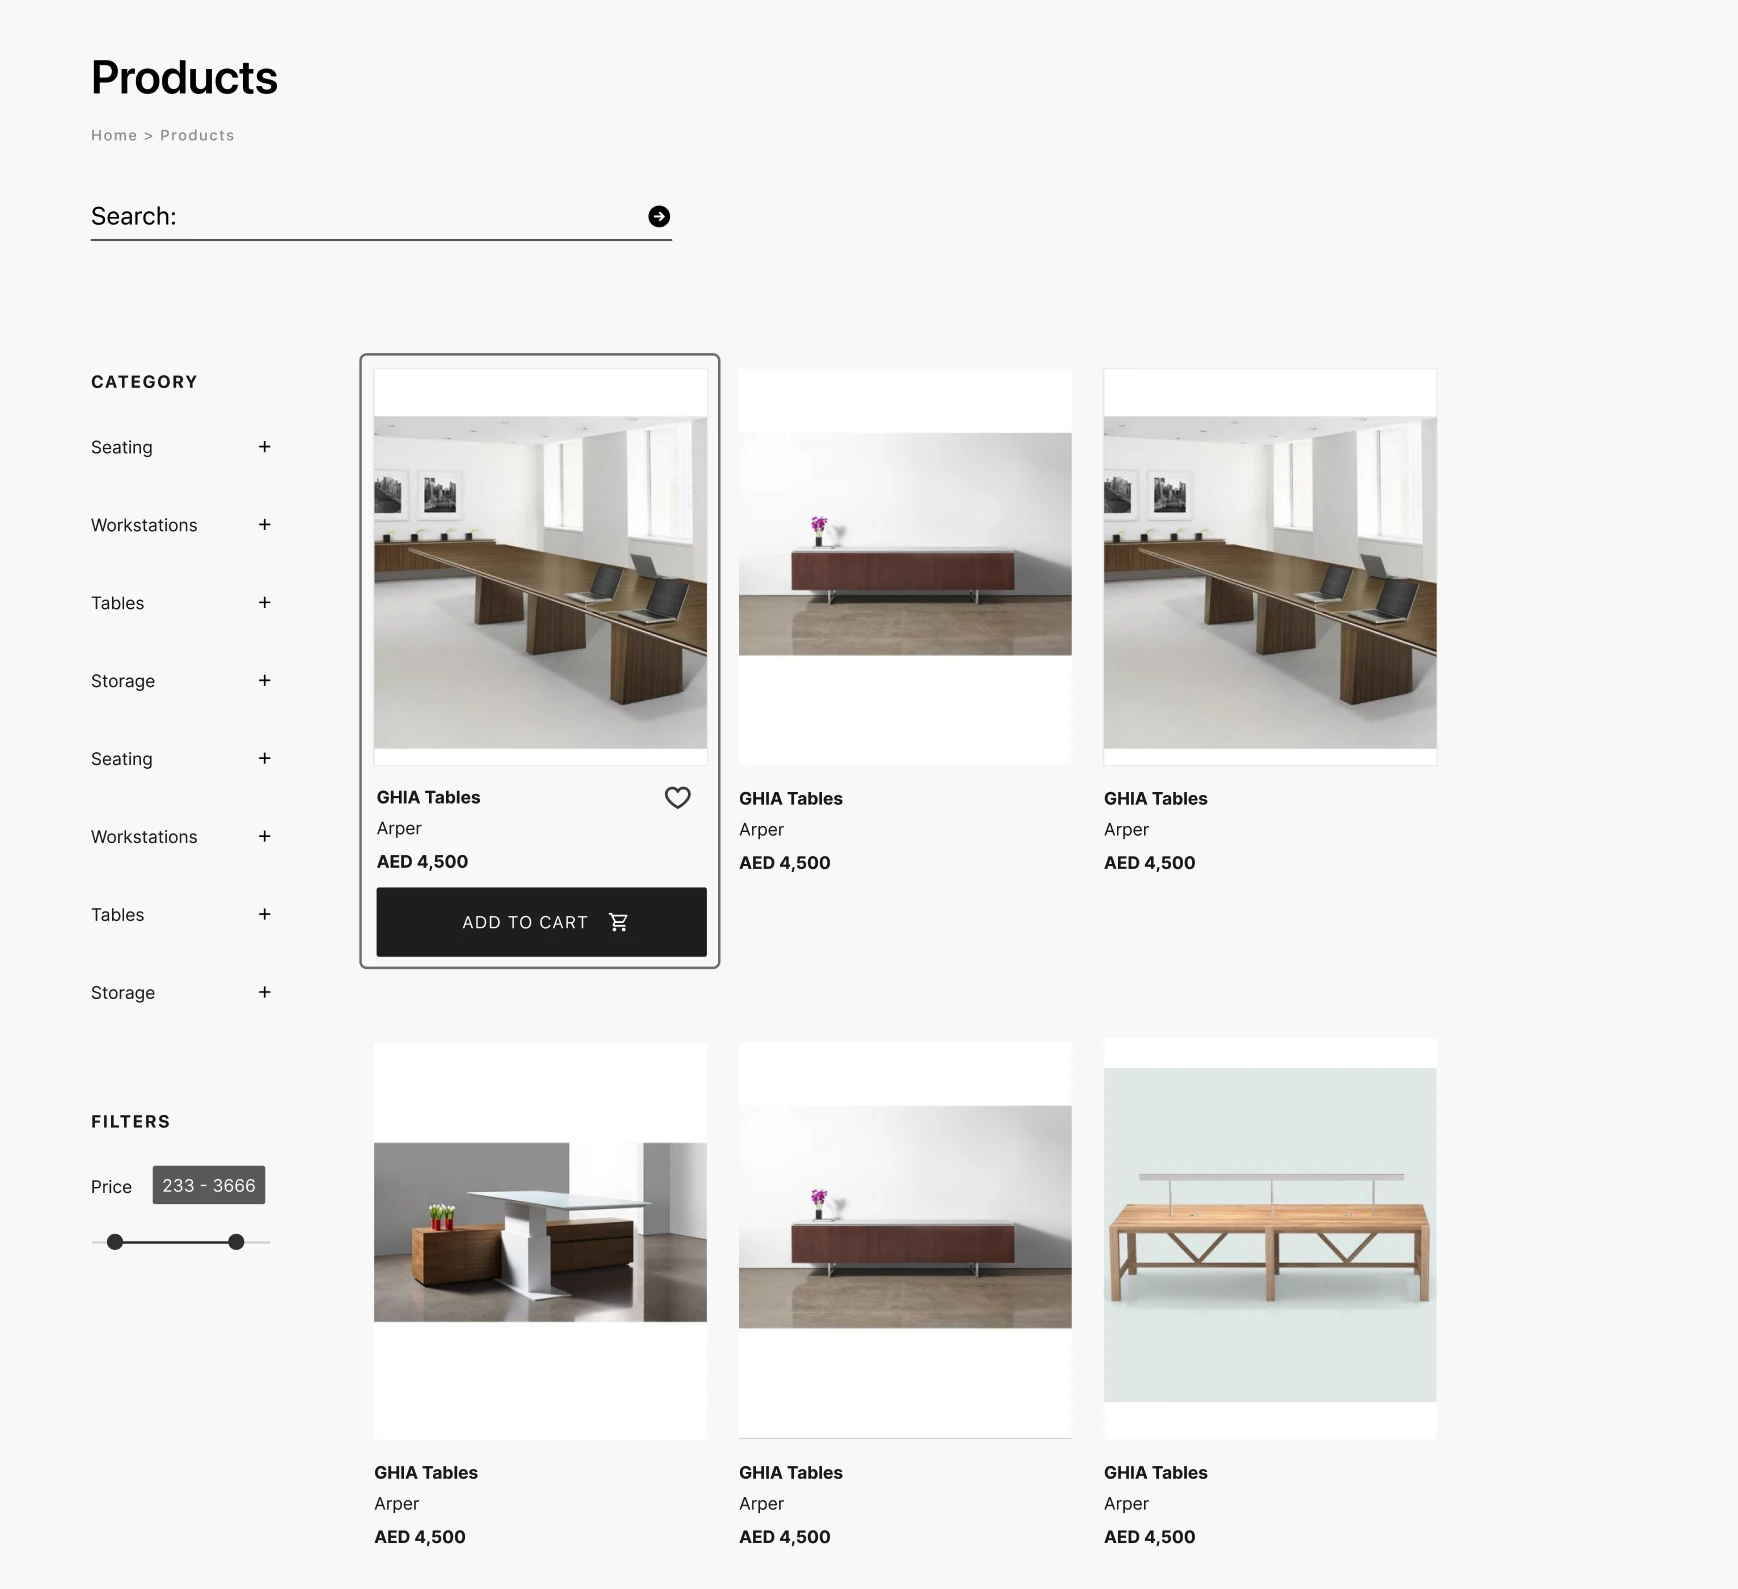 Products
Home > Products
Search:
CATEGORY
Seating +
Workstations +
Tables +
Storage +
Seating +
Workstations +
Tables +
Storage +
FILTERS
Price 233 - 3666
GHIA Tables
Arper
AED 4,500
ADD TO CART
GHIA Tables
Arper
AED 4,500
GHIA Tables
Arper
AED 4,500
GHIA Tables
Arper
AED 4,500
GHIA Tables
Arper
AED 4,500
GHIA Tables
Arper
AED 4,500